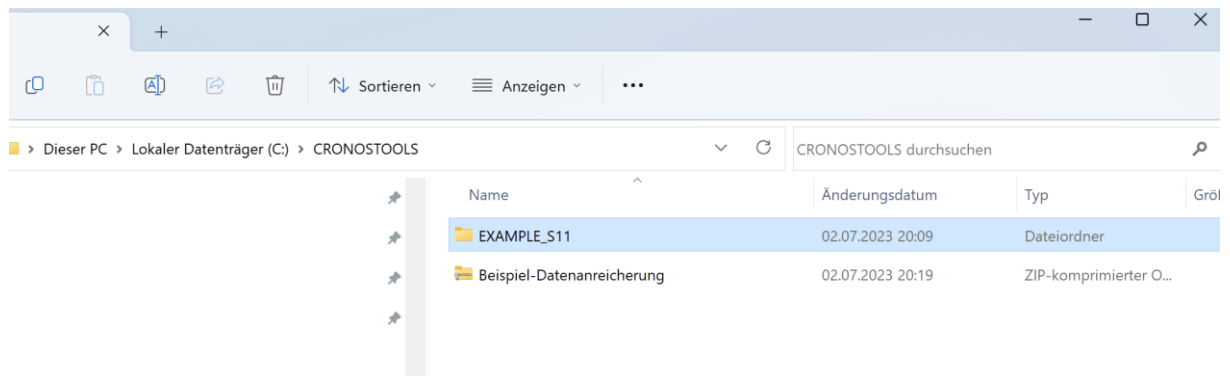 Sortieren Anzeigen
Dieser PC > Lokaler Datenträger (C:) > CRONOSTOOLS CRONOSTOOLS durchsuchen
Name Änderungsdatum Typ Grö
EXAMPLE_S11 02.07.2023 20:09 Dateiordner
Beispiel-Datenanreicherung 02.07.2023 20:19 ZIP-komprimierter O...